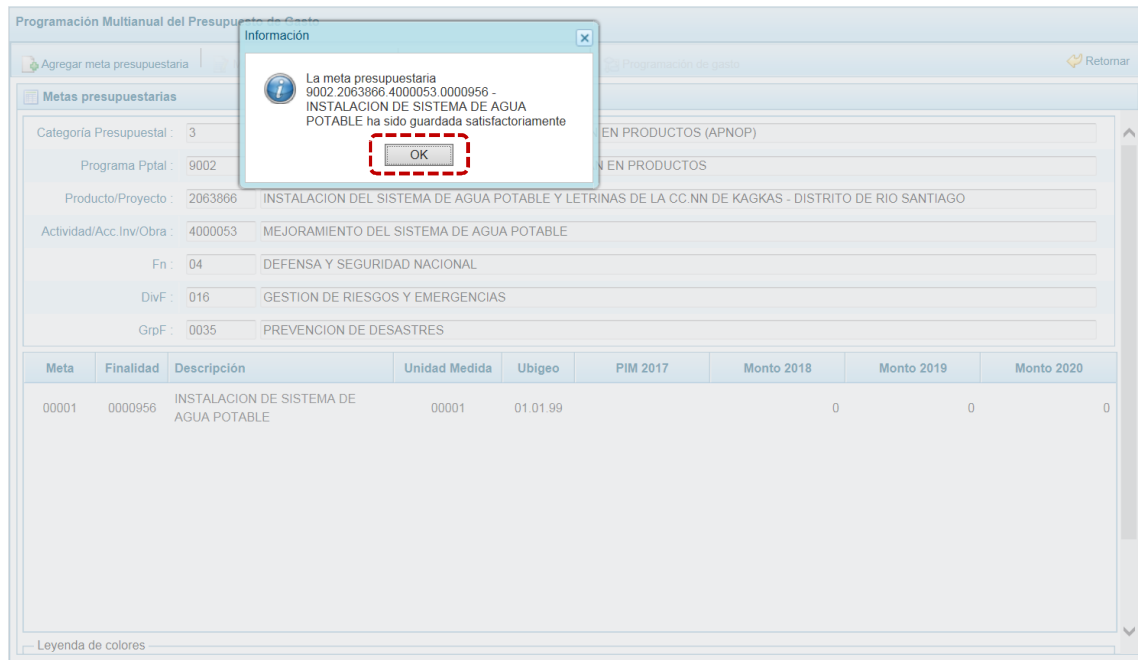 Programación Multianual del Presupuesto de Gasto
Información
Agregar meta presupuestaria
Programación de gasto
Retornar
La meta presupuestaria
9002.2063866.4000053.0000956 -
INSTALACION DE SISTEMA DE AGUA
POTABLE ha sido guardada satisfactoriamente
OK
Metas presupuestarias
Categoría Presupuestal : 3 EN PRODUCTOS (APNOP)
Programa Pptal : 9002 N EN PRODUCTOS
Producto/Proyecto : 2063866 INSTALACION DEL SISTEMA DE AGUA POTABLE Y LETRINAS DE LA CC.NN DE KAGKAS - DISTRITO DE RIO SANTIAGO
Actividad/Acc.Inv/Obra : 4000053 MEJORAMIENTO DEL SISTEMA DE AGUA POTABLE
Fn : 04 DEFENSA Y SEGURIDAD NACIONAL
DivF : 016 GESTION DE RIESGOS Y EMERGENCIAS
GrpF : 0035 PREVENCION DE DESASTRES
Meta Finalidad Descripción Unidad Medida Ubigeo PIM 2017 Monto 2018 Monto 2019 Monto 2020
00001 0000956 INSTALACION DE SISTEMA DE AGUA POTABLE 00001 01.01.99 0 0 0
Leyenda de colores